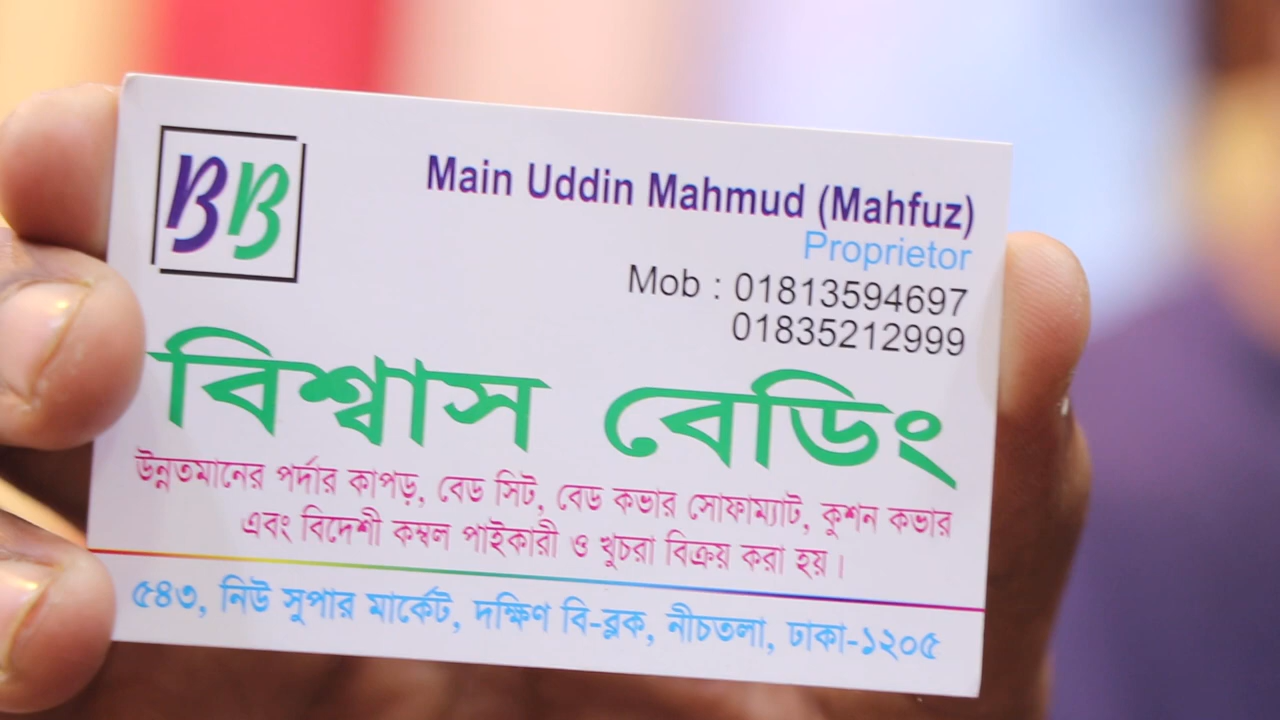 BB
Main Uddin Mahmud (Mahfuz)
Proprietor
Mob : 01813594697
01835212999
বিশ্বাস বেডিং
উন্নতমানের পর্দার কাপড়, বেড সিট, বেড কভার সোফাম্যাট, কুশন কভার
এবং বিদেশী কম্বল পাইকারী ও খুচরা বিক্রয় করা হয়।
৫৪৩, নিউ সুপার মার্কেট, দক্ষিণ বি-ব্লক, নীচতলা, ঢাকা-১২০৫